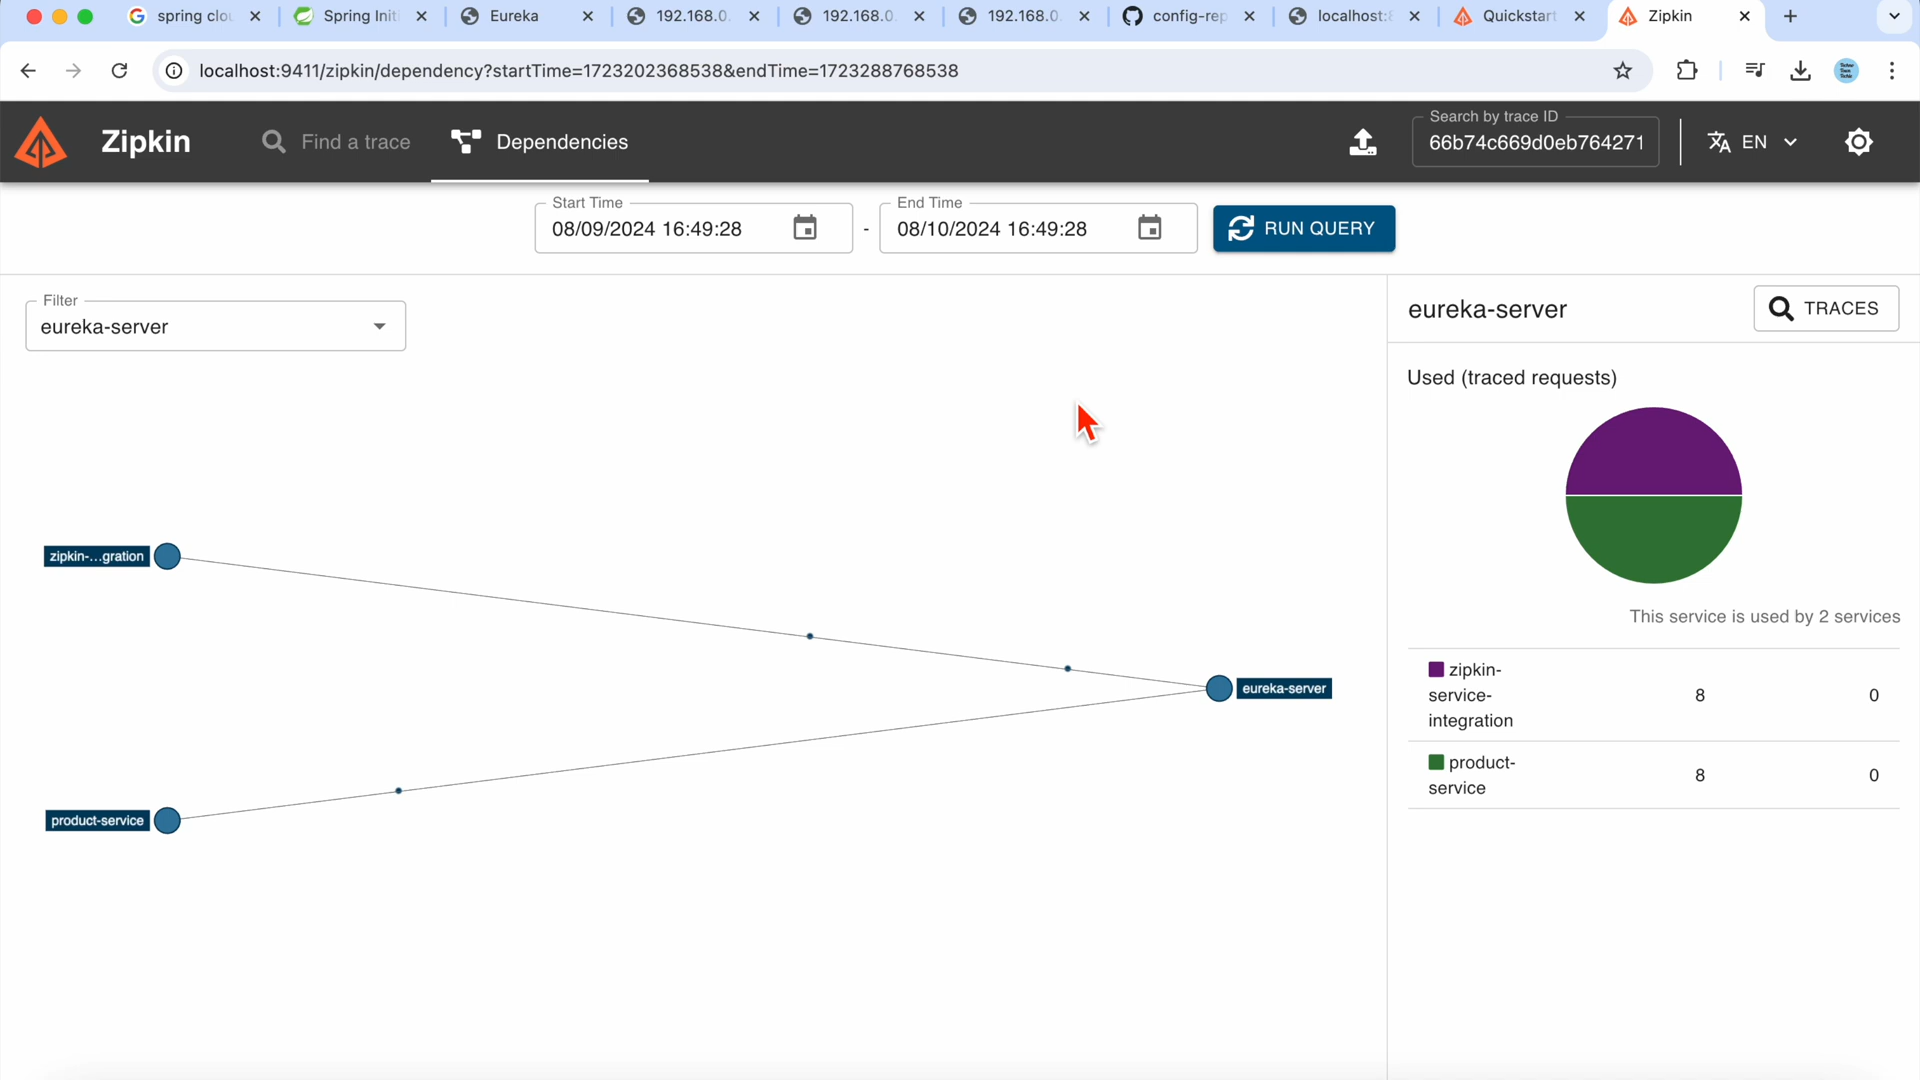 spring clou
Spring Initi
Eureka
192.168.0.
192.168.0.
192.168.0.
config-rep
localhost:8
Quickstart
Zipkin
localhost:9411/zipkin/dependency?startTime=1723202368538&endTime=1723288768538
Zipkin
Find a trace
Dependencies
Search by trace ID
66b74c669d0eb764271
EN
Start Time
08/09/2024 16:49:28
-
End Time
08/10/2024 16:49:28
RUN QUERY
Filter
eureka-server
eureka-server
TRACES
Used (traced requests)
zipkin-...gration
product-service
eureka-server
This service is used by 2 services
zipkin-
service-
integration
8
0
product-
service
8
0